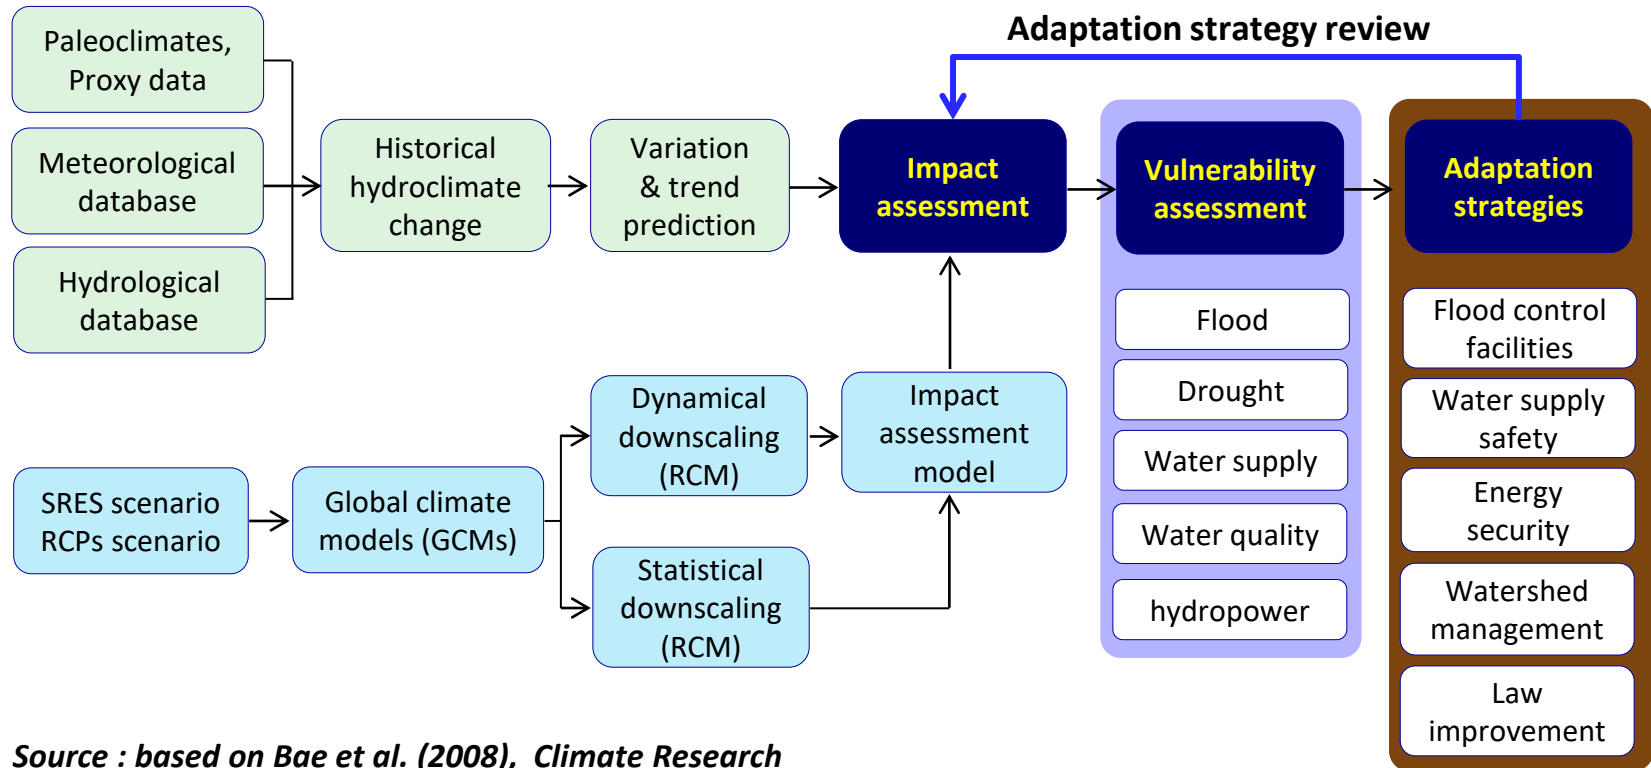 Adaptation strategy review
Paleoclimates,
Proxy data
Meteorological
database
Hydrological
database
Historical
hydroclimate
change
Variation
& trend
prediction
Impact
assessment
Vulnerability
assessment
Adaptation
strategies
SRES scenario
RCPs scenario
Global climate
models (GCMs)
Dynamical
downscaling
(RCM)
Statistical
downscaling
(RCM)
Impact
assessment
model
Flood
Drought
Water supply
Water quality
hydropower
Flood control
facilities
Water supply
safety
Energy
security
Watershed
management
Law
improvement
Source : based on Bae et al. (2008), Climate Research